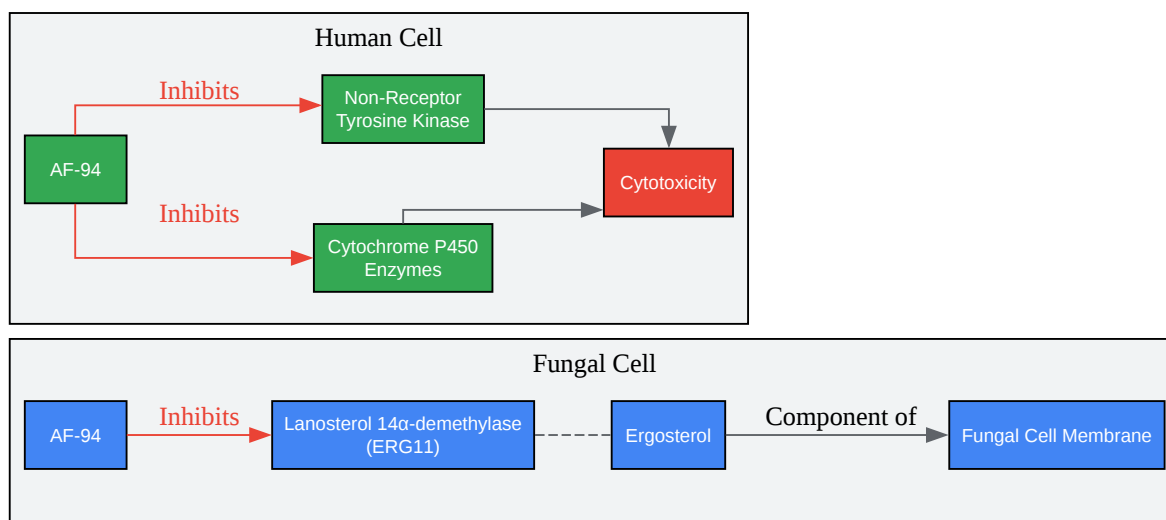 Human Cell
Inhibits
Non-Receptor
Tyrosine Kinase
AF-94
Cytotoxicity
Inhibits
Cytochrome P450
Enzymes
Fungal Cell
AF-94
Inhibits
Lanosterol 14α-demethylase
(ERG11)
Ergosterol
Component of
Fungal Cell Membrane